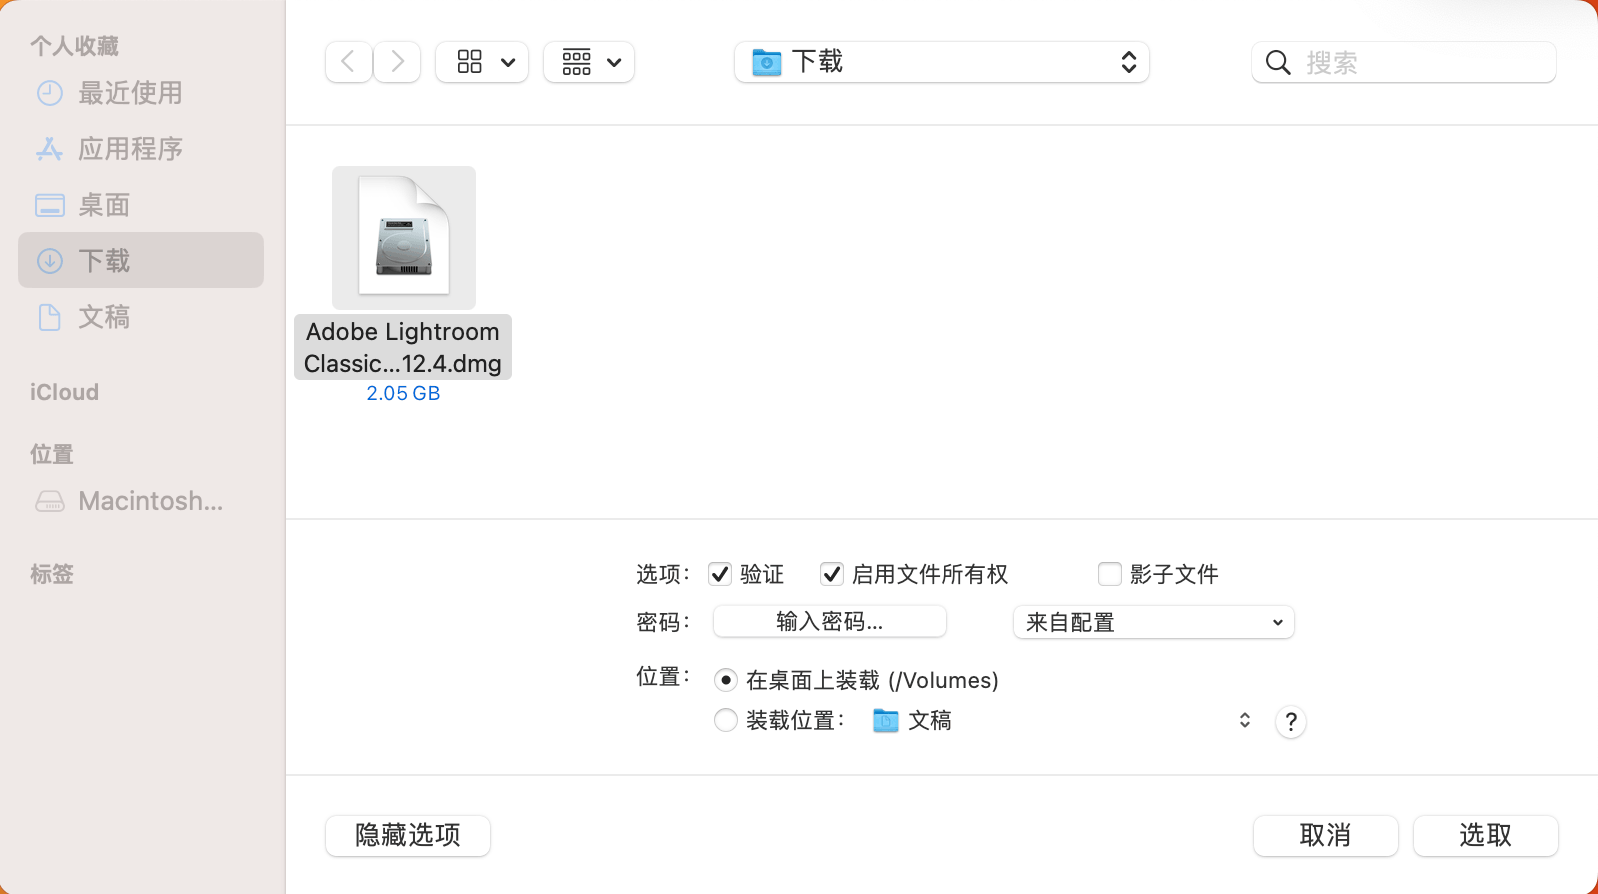 个人收藏
最近使用
应用程序
桌面
下载
文稿
iCloud
位置
Macintosh...
标签
下载
搜索
Adobe Lightroom
Classic...12.4.dmg
2.05 GB
选项：验证 启用文件所有权 影子文件
密码：输入密码... 来自配置
位置：在桌面上装载 (/Volumes)
装载位置：文稿 ?
隐藏选项 取消 选取